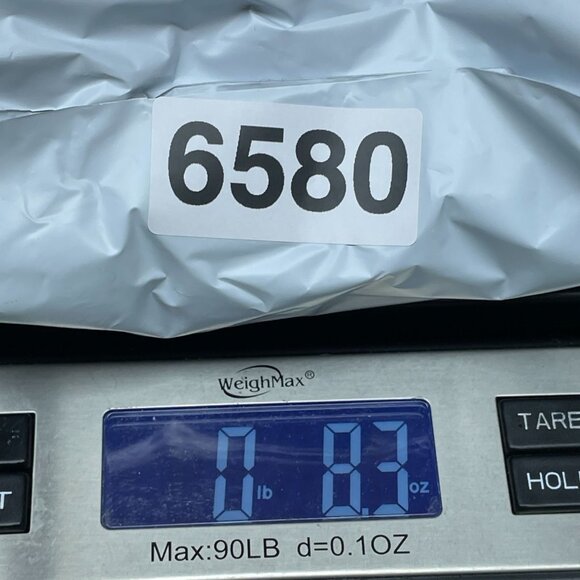 6580
WeighMax®
0 lb 8.3 oz
TARE
Max:90LB d=0.1OZ